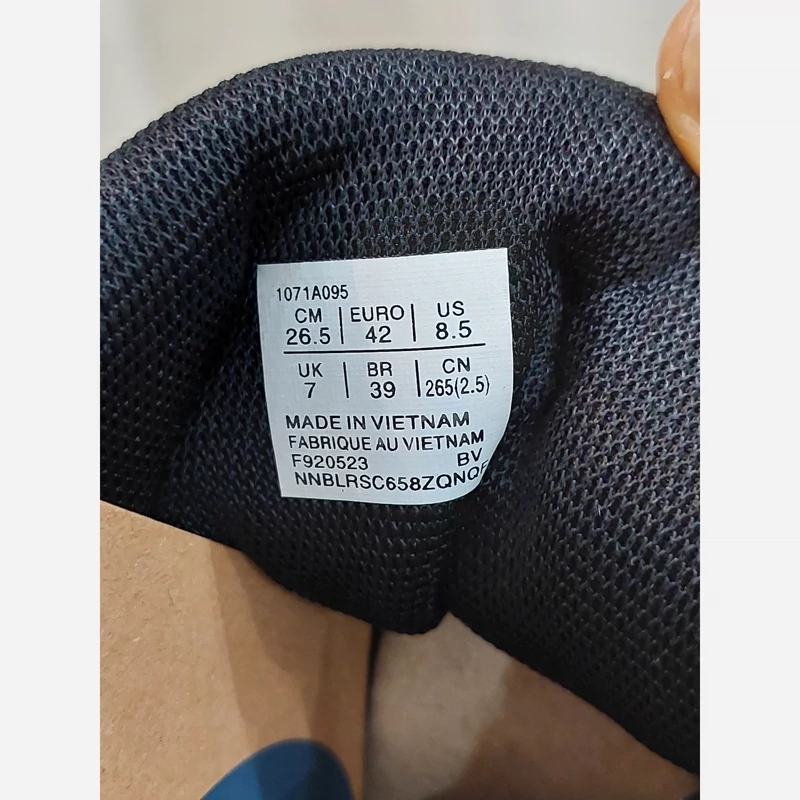 1071A095
CM | EURO | US
26.5 | 42 | 8.5
UK | BR | CN
7 | 39 | 265(2.5)
MADE IN VIETNAM
FABRIQUE AU VIETNAM
F920523 BV
NNBLRSC658ZQNQF